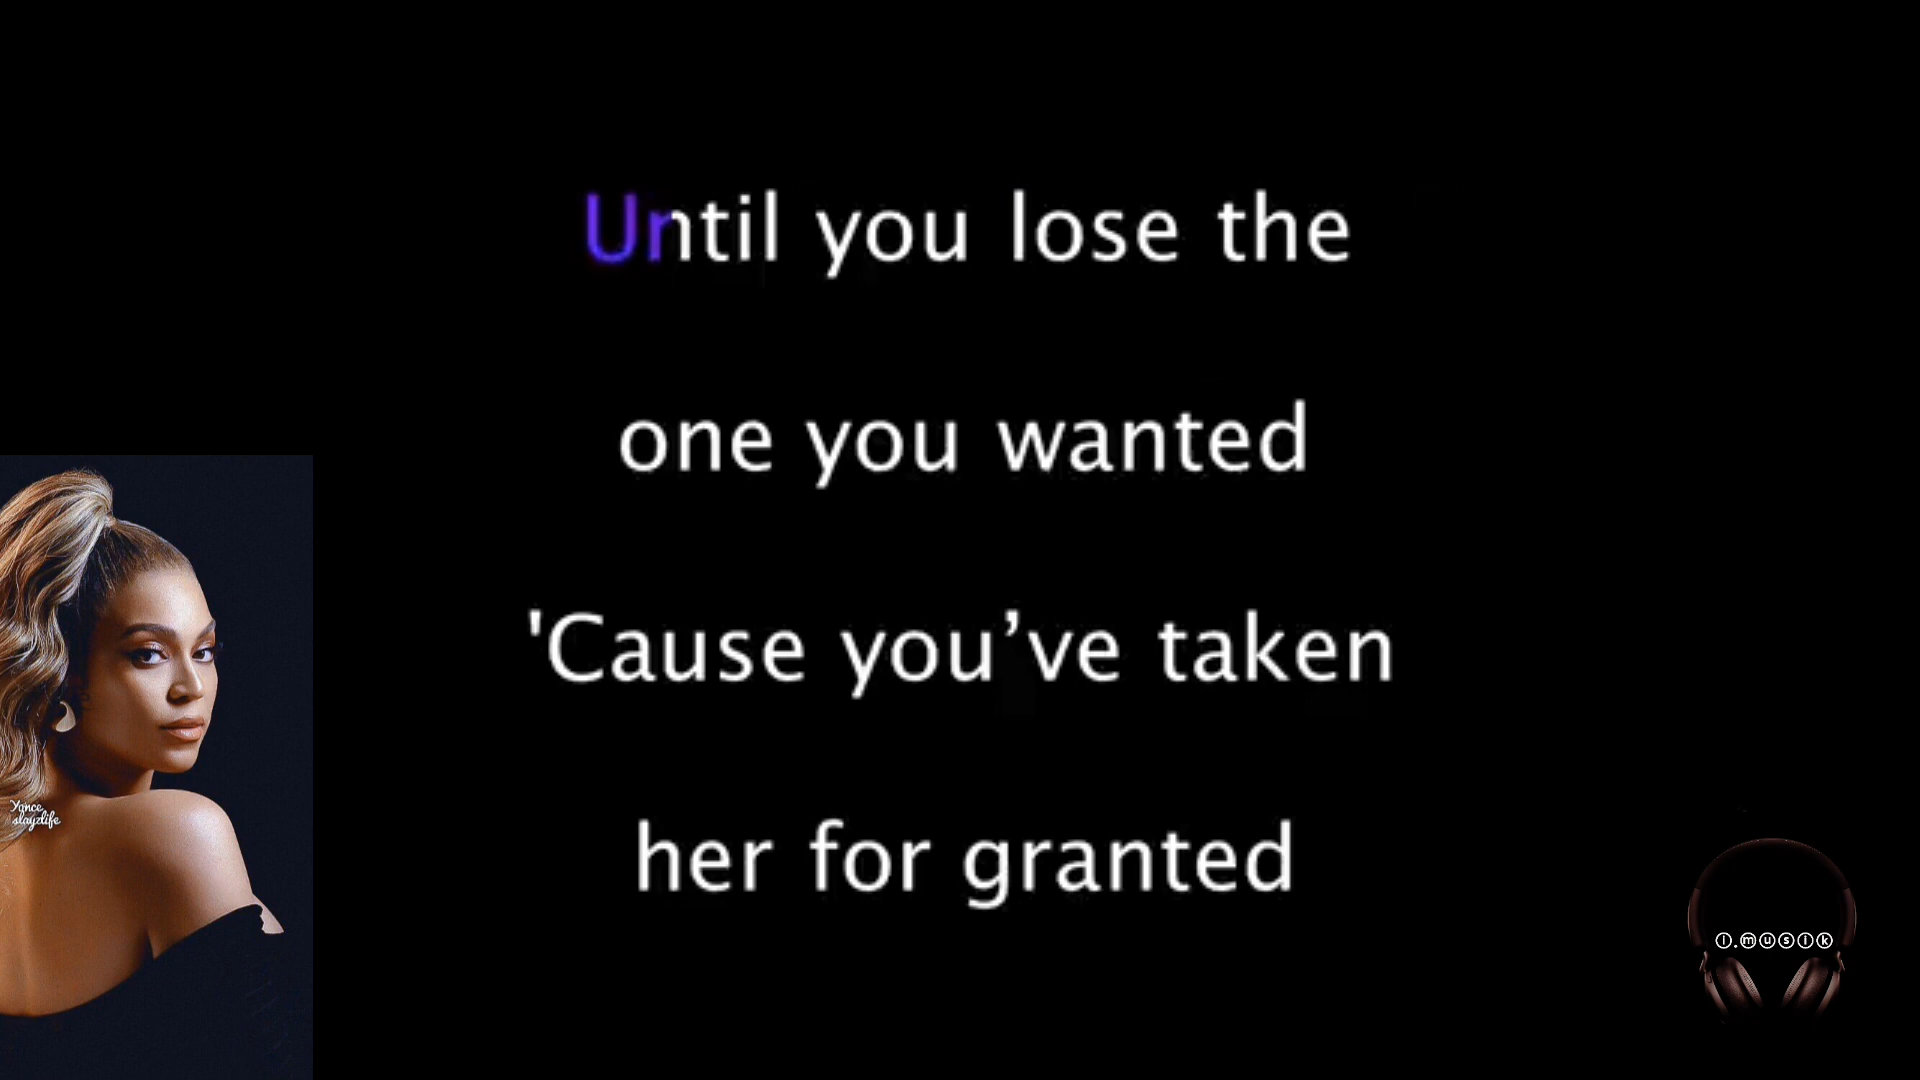 Until you lose the
one you wanted
'Cause you’ve taken
her for granted
Yonce
slayzlife
I.musik